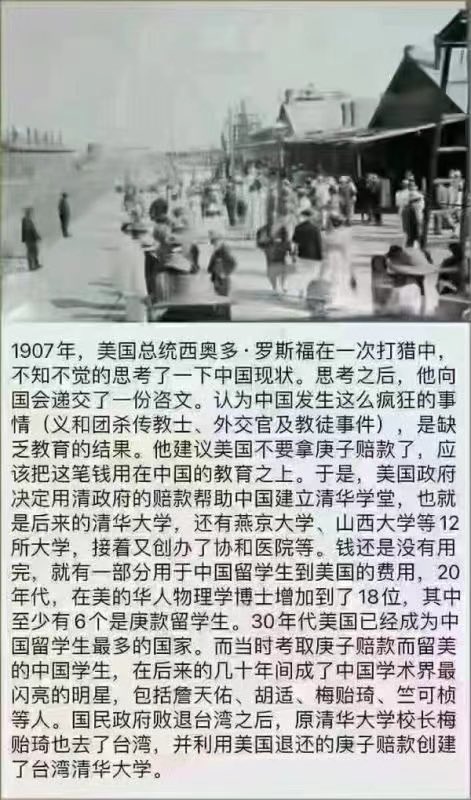 1907年，美国总统西奥多·罗斯福在一次打猎中，
不知不觉的思考了一下中国现状。思考之后，他向
国会递交了一份咨文。认为中国发生这么疯狂的事
情（义和团杀传教士、外交官及教徒事件），是缺
乏教育的结果。他建议美国不要拿庚子赔款了，应
该把这笔钱用在中国的教育之上。于是，美国政府
决定用清政府的赔款帮助中国建立清华学堂，也就
是后来的清华大学，还有燕京大学、山西大学等12
所大学，接着又创办了协和医院等。钱还是没有用
完，就有一部分用于中国留学生到美国的费用，20
年代，在美的华人物理学博士增加到了18位，其中
至少有6个是庚款留学生。30年代美国已经成为中
国留学生最多的国家。而当时考取庚子赔款而留美
的中国学生，在后来的几十年间成了中国学术界最
闪亮的明星，包括詹天佑、胡适、梅贻琦、竺可桢
等人。国民政府败退台湾之后，原清华大学校长梅
贻琦也去了台湾，并利用美国退还的庚子赔款创建
了台湾清华大学。